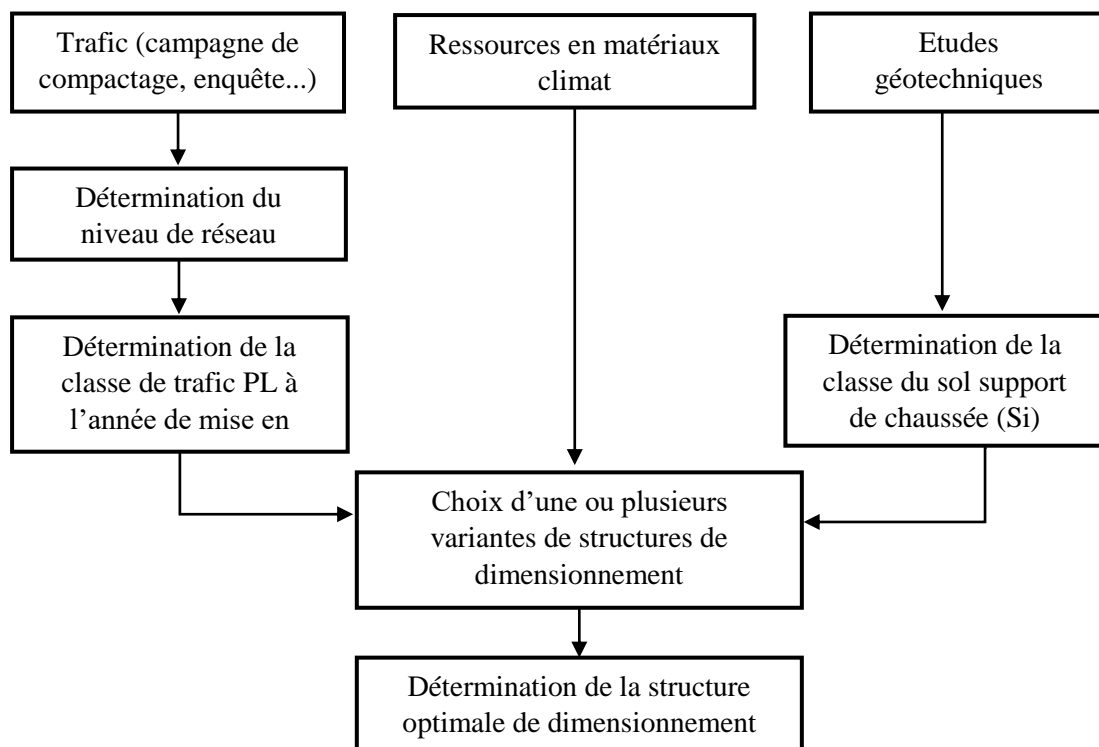 Trafic (campagne de
compactage, enquête...)
Ressources en matériaux
climat
Etudes
géotechniques
Détermination du
niveau de réseau
Détermination de la
classe de trafic PL à
l’année de mise en
Détermination de la
classe du sol support
de chaussée (Si)
Choix d’une ou plusieurs
variantes de structures de
dimensionnement
Détermination de la structure
optimale de dimensionnement